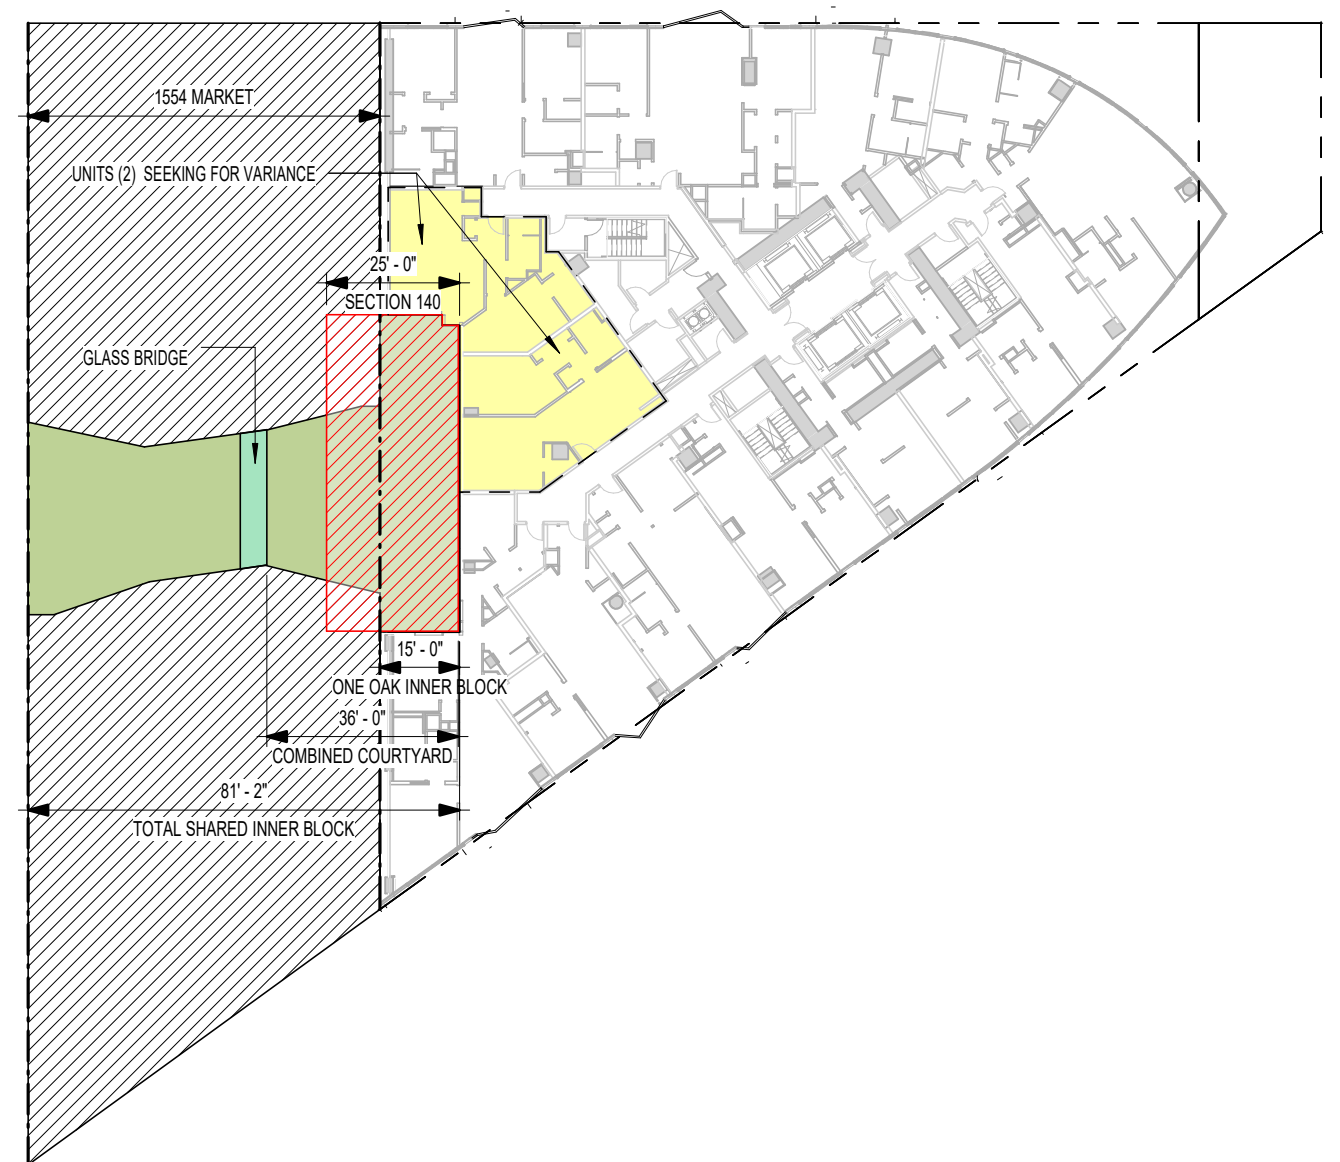 1554 MARKET
UNITS (2) SEEKING FOR VARIANCE
25' - 0"
SECTION 140
GLASS BRIDGE
15' - 0"
ONE OAK INNER BLOCK
36' - 0"
COMBINED COURTYARD
81' - 2"
TOTAL SHARED INNER BLOCK